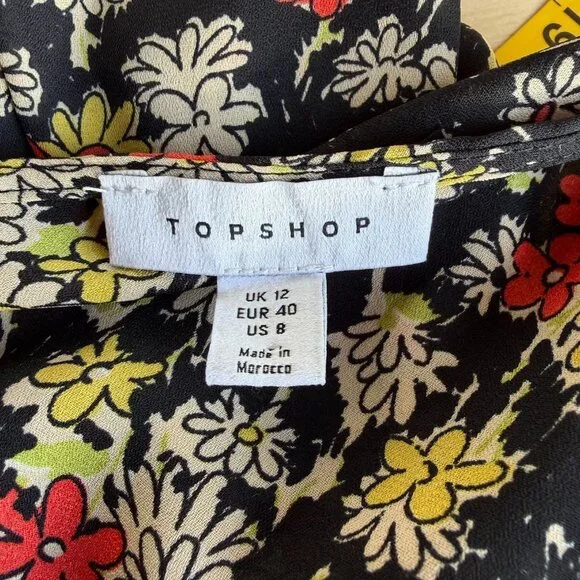 TOPSHOP
UK 12
EUR 40
US 8
Made in
Morocco